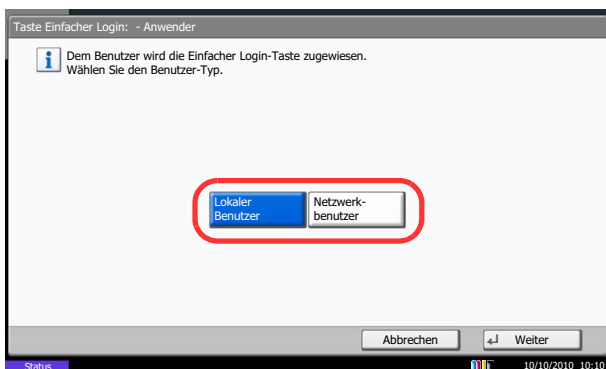 Taste Einfacher Login: - Anwender
Dem Benutzer wird die Einfacher Login-Taste zugewiesen.
Wählen Sie den Benutzer-Typ.
Lokaler
Benutzer
Netzwerk-
benutzer
Abbrechen
Weiter
Status
10/10/2010 10:10